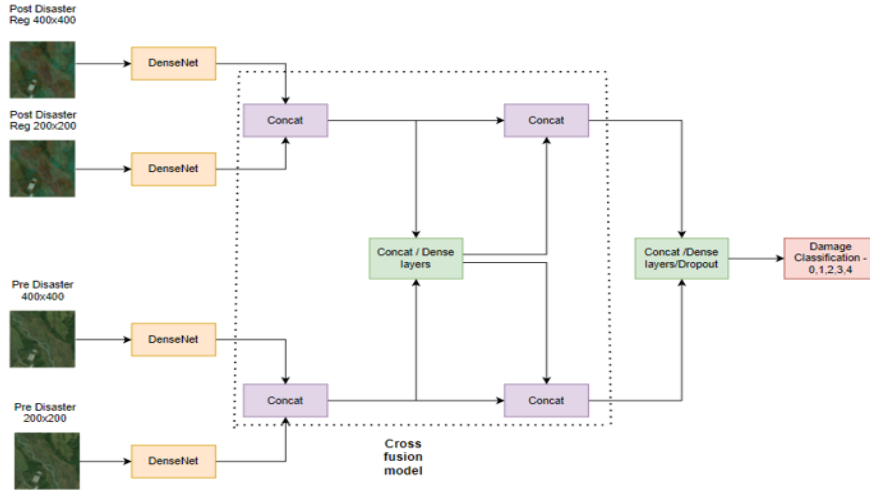 Post Disaster
Reg 400x400
DenseNet
Concat
Concat
Post Disaster
Reg 200x200
DenseNet
Concat / Dense
layers
Concat /Dense
layers/Dropout
Damage
Classification -
0,1,2,3,4
Pre Disaster
400x400
DenseNet
Concat
Concat
Pre Disaster
200x200
DenseNet
Cross
fusion
model